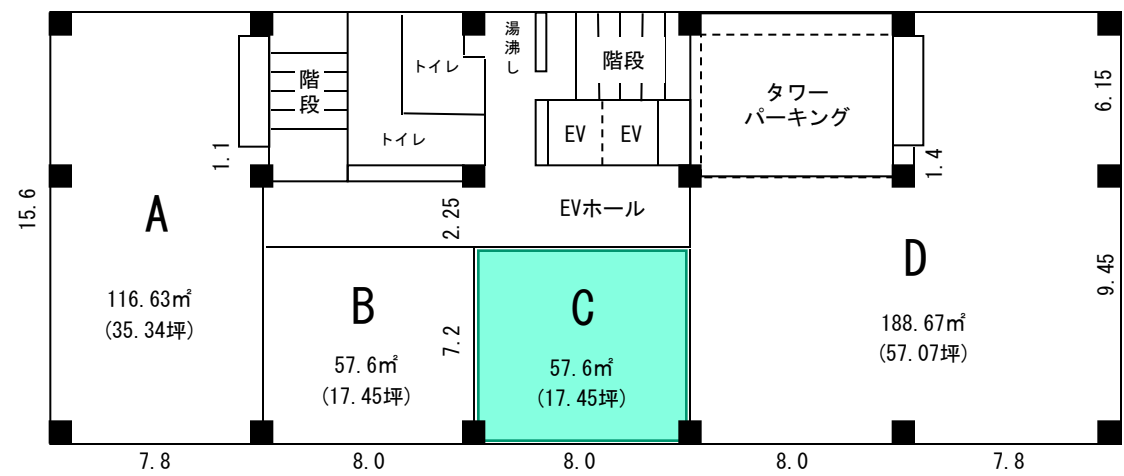 湯沸し
階段
階段
トイレ
トイレ
EV
EV
タワー
パーキング
6.15
1.1
1.4
15.6
A
116.63㎡
(35.34坪)
2.25
EVホール
B
57.6㎡
(17.45坪)
7.2
C
57.6㎡
(17.45坪)
D
188.67㎡
(57.07坪)
9.45
7.8
8.0
8.0
8.0
7.8